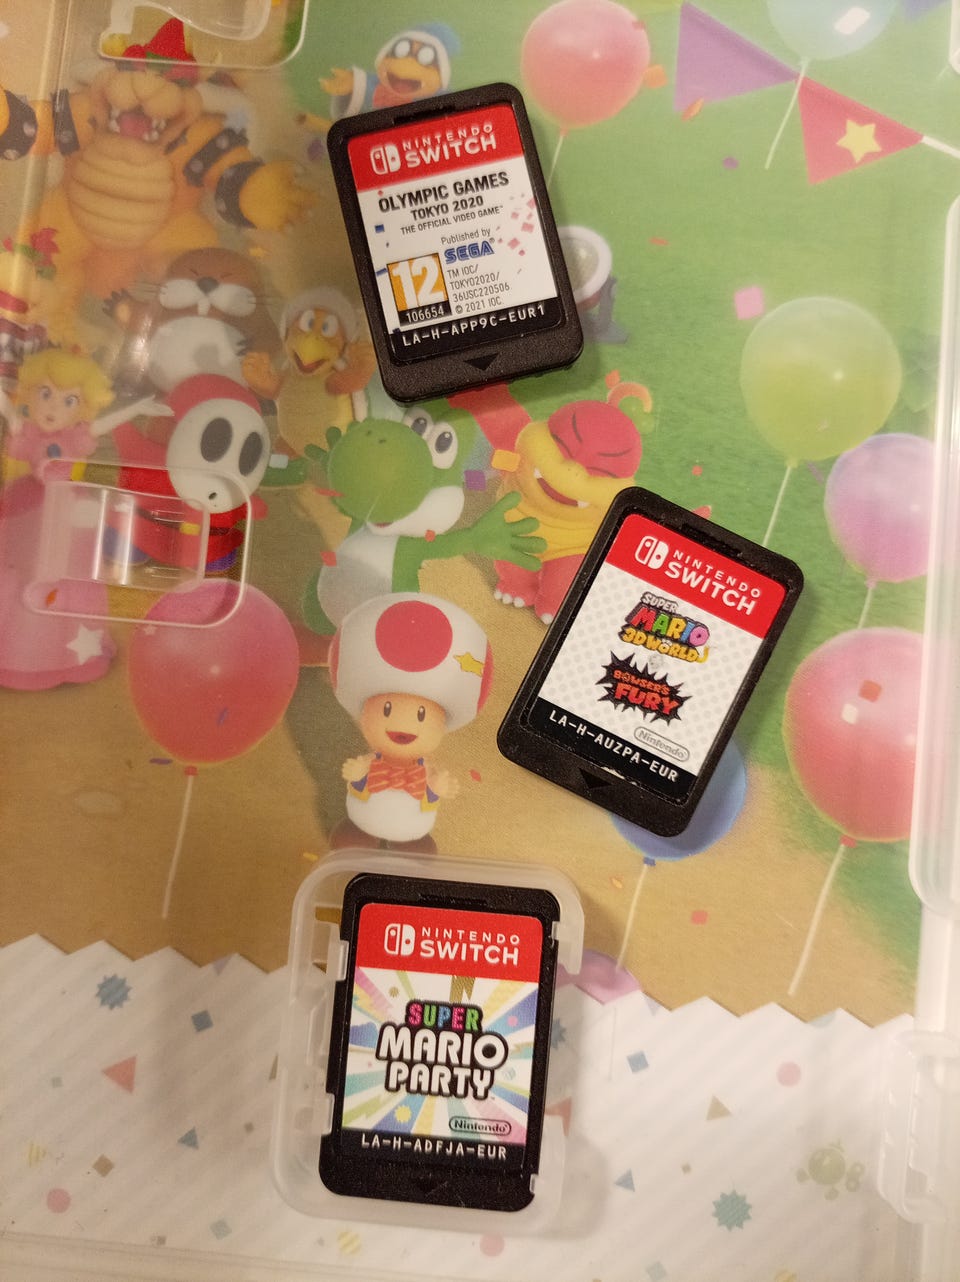 NINTENDO
SWITCH
OLYMPIC GAMES
TOKYO 2020
THE OFFICIAL VIDEO GAME™
Published by
SEGA
12
TM IOC/
TOKYO2020/
36USC220506
© 2021 IOC
106654
LA-H-APP9C-EUR1
NINTENDO
SWITCH
SUPER
MARIO
3D WORLD
BOWSER'S
FURY
Nintendo
LA-H-AUZPA-EUR
NINTENDO
SWITCH
SUPER
MARIO
PARTY
Nintendo
LA-H-ADFJA-EUR